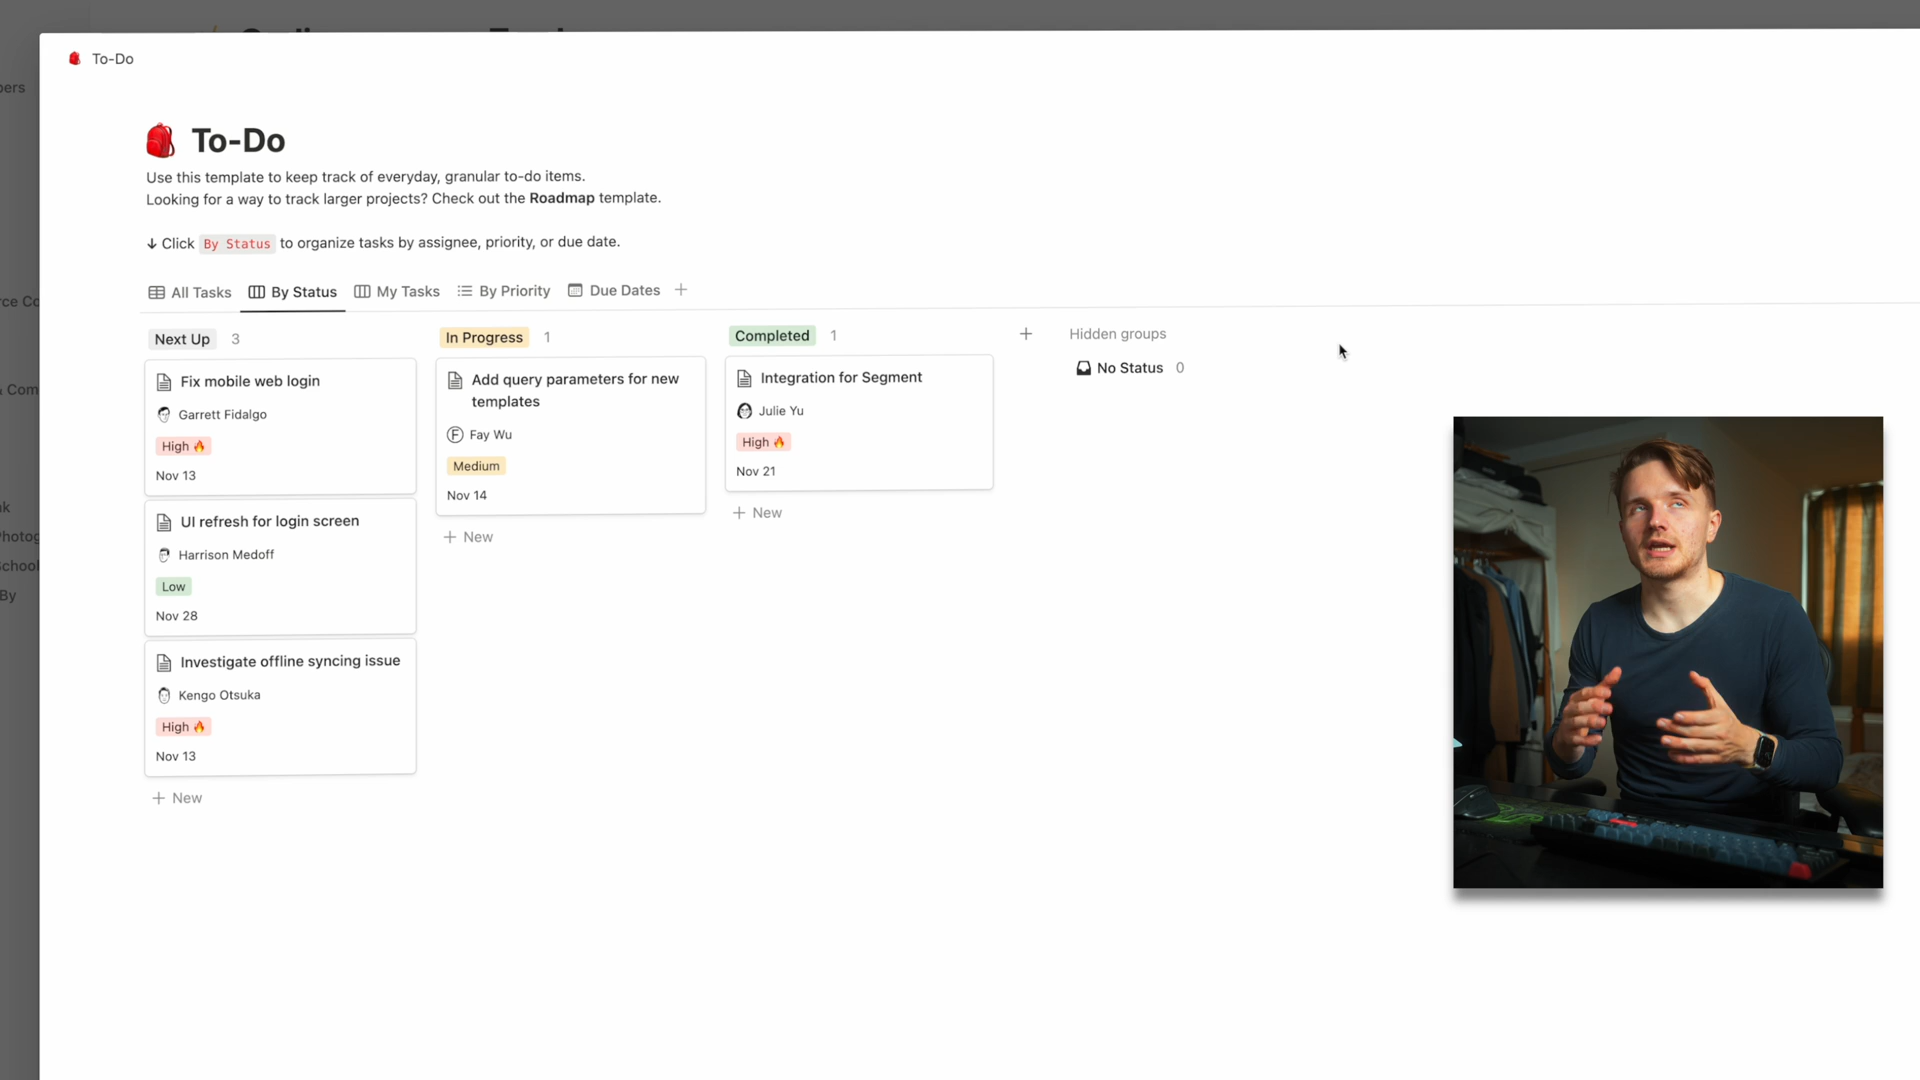 To-Do
To-Do
Use this template to keep track of everyday, granular to-do items.
Looking for a way to track larger projects? Check out the Roadmap template.
↓ Click By Status to organize tasks by assignee, priority, or due date.
All Tasks By Status My Tasks By Priority Due Dates +
Next Up 3
Fix mobile web login
Garrett Fidalgo
High 🔥
Nov 13
UI refresh for login screen
Harrison Medoff
Low
Nov 28
Investigate offline syncing issue
Kengo Otsuka
High 🔥
Nov 13
+ New
In Progress 1
Add query parameters for new
templates
F Fay Wu
Medium
Nov 14
+ New
Completed 1
Integration for Segment
Julie Yu
High 🔥
Nov 21
+ New
+
Hidden groups
No Status 0
By